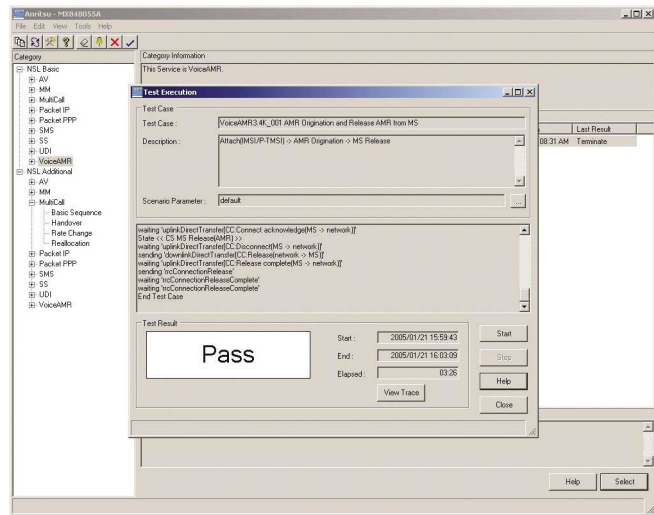 Anritsu - MX848055A
File Edit View Tools Help
Category
NSL Basic
AV
MM
MultiCall
Packet IP
Packet PPP
SMS
SS
UDI
VoiceAMR
NSL Additional
AV
MM
MultiCall
Basic Sequence
Handover
Rate Change
Reallocation
Packet IP
Packet PPP
SMS
SS
UDI
VoiceAMR
Category Information
This Service is VoiceAMR.
Last Result
08:31 AM Terminate
Test Execution
Test Case
Test Case : VoiceAMR3.4K_001 AMR Origination and Release AMR from MS
Description : Attach(IMSI/P-TMSI) -> AMR Origination -> MS Release
Scenario Parameter : default ...
waiting 'uplinkDirectTransfer[CC:Connect acknowledge(MS -> network)]'
State << CS MS Release(AMR) >>
waiting 'uplinkDirectTransfer[CC:Disconnect(MS -> network)]'
sending 'downlinkDirectTransfer[CC:Release(network -> MS)]'
waiting 'uplinkDirectTransfer[CC:Release complete(MS -> network)]'
sending 'rrcConnectionRelease'
waiting 'rrcConnectionReleaseComplete'
waiting 'rrcConnectionReleaseComplete'
End Test Case
Test Result
Pass
Start : 2005/01/21 15:59:43
End : 2005/01/21 16:03:09
Elapsed : 03:26
View Trace
Start
Stop
Help
Close
Help Select